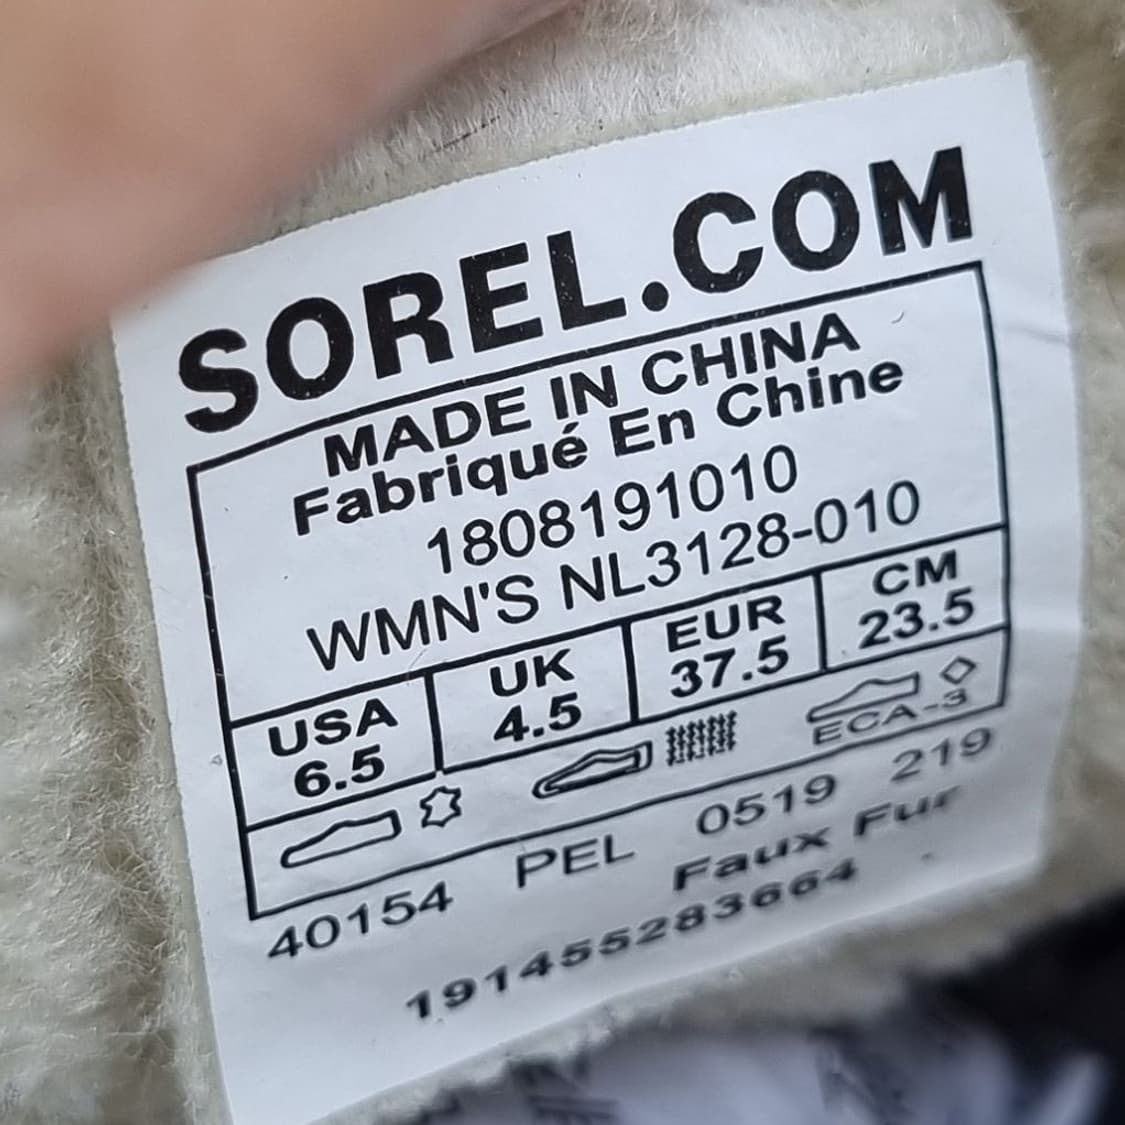 SOREL.COM
MADE IN CHINA
Fabriqué En Chine
1808191010
WMN'S NL3128-010
USA UK EUR CM
6.5 4.5 37.5 23.5
ECA-3
40154 PEL 0519 219
Faux Fur
191455283664